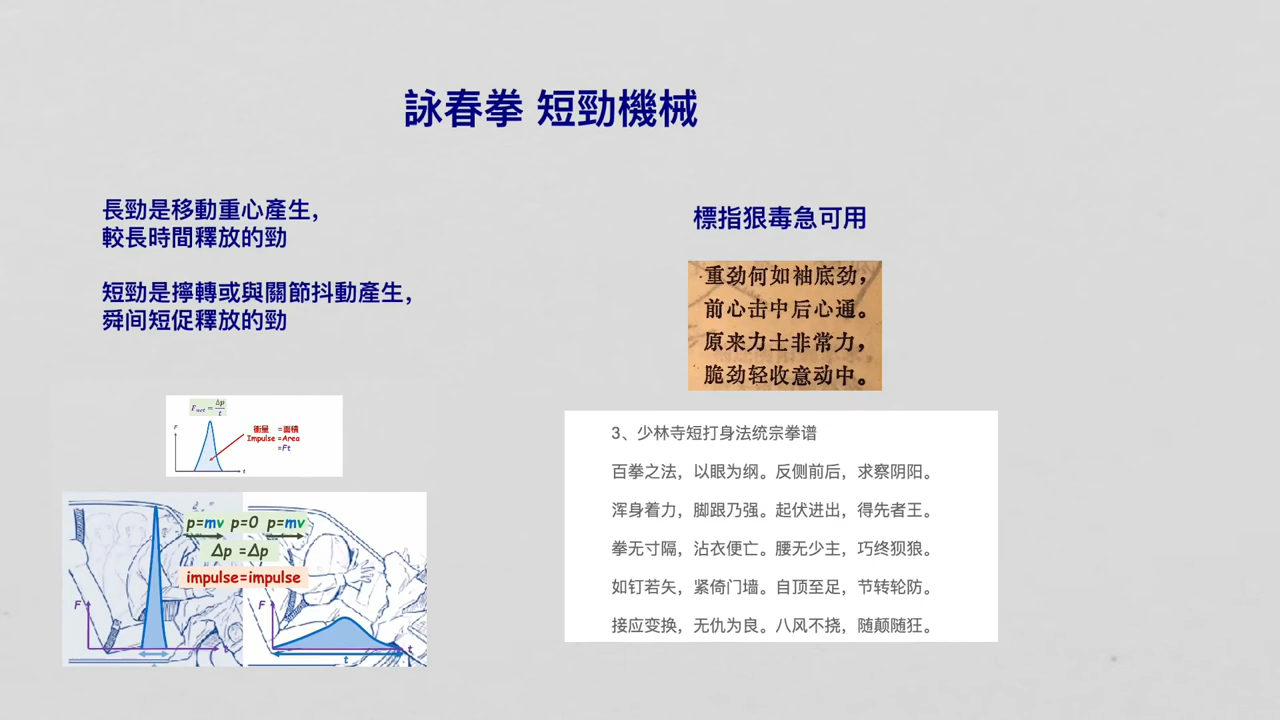 詠春拳 短勁機械
長勁是移動重心產生，
較長時間釋放的勁
短勁是擰轉或與關節抖動產生，
舜间短促釋放的勁
F_net = Δp/t
F
衝量 =面積
Impulse =Area
=Ft
t
p=mv p=0 p=mv
Δp =Δp
impulse=impulse
F
F
t
t
標指狠毒急可用
重劲何如袖底劲，
前心击中后心通。
原来力士非常力，
脆劲轻收意动中。
3、少林寺短打身法统宗拳谱
百拳之法，以眼为纲。反侧前后，求察阴阳。
浑身着力，脚跟乃强。起伏进出，得先者王。
拳无寸隔，沾衣便亡。腰无少主，巧终狈狼。
如钉若矢，紧倚门墙。自顶至足，节转轮防。
接应变换，无仇为良。八风不挠，随颠随狂。